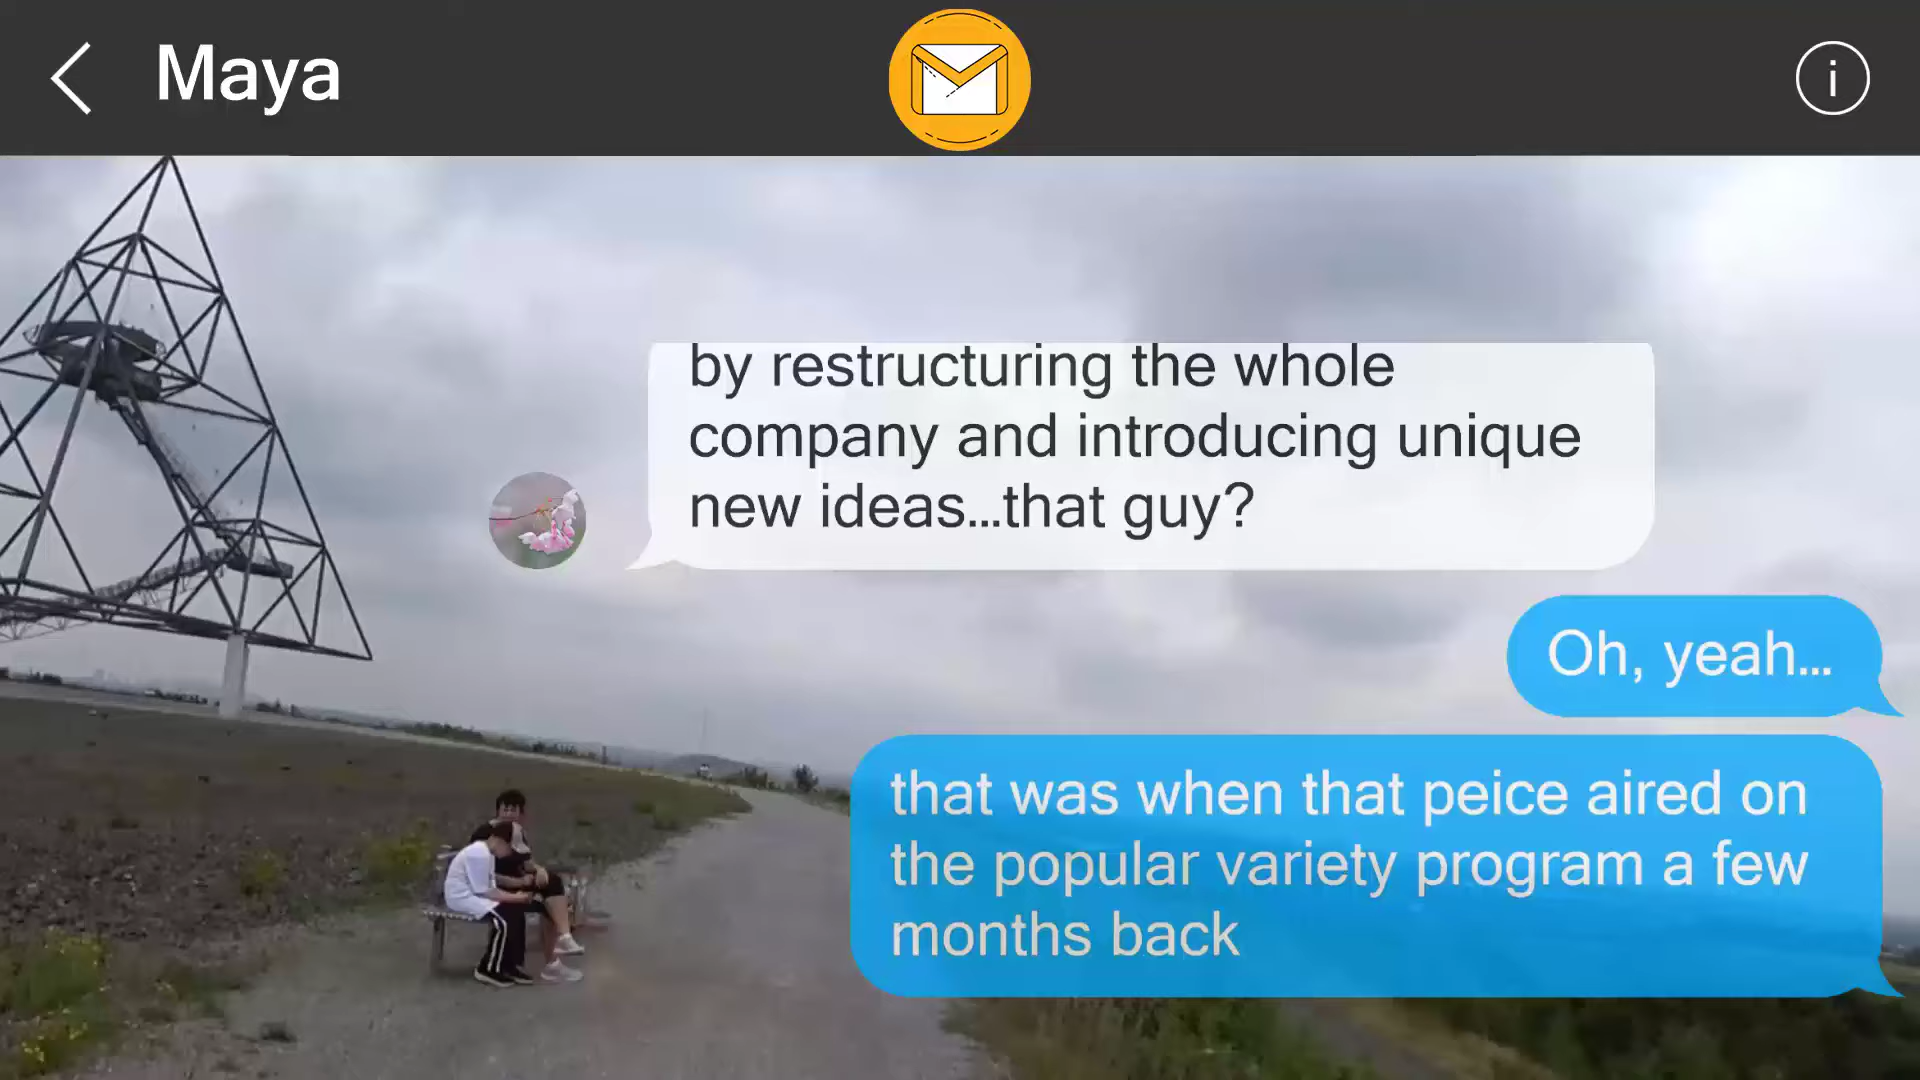 Maya
i
by restructuring the whole
company and introducing unique
new ideas...that guy?
Oh, yeah...
that was when that peice aired on
the popular variety program a few
months back